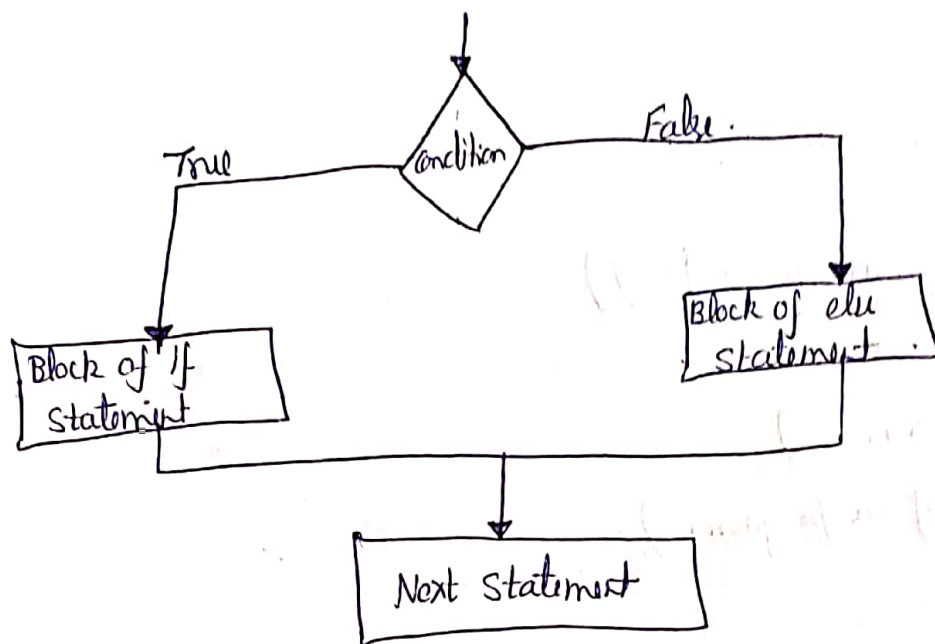 condition
True
False.
Block of If
Statement
Block of else
Statement.
Next Statement